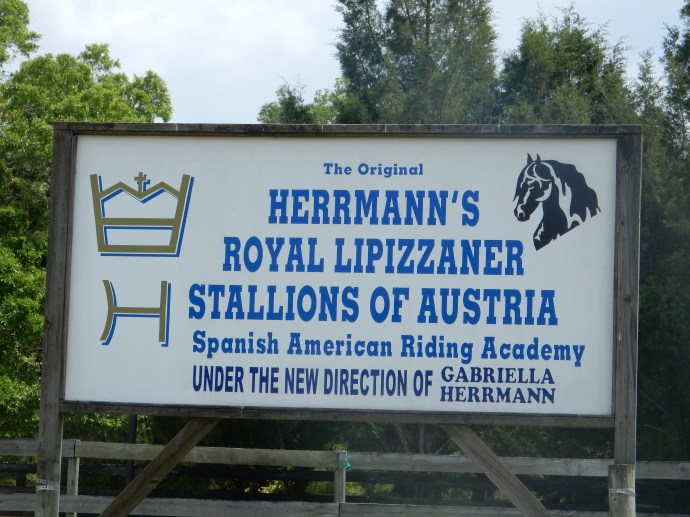 The Original
HERRMANN'S
ROYAL LIPIZZANER
STALLIONS OF AUSTRIA
Spanish American Riding Academy
UNDER THE NEW DIRECTION OF GABRIELLA HERRMANN
H